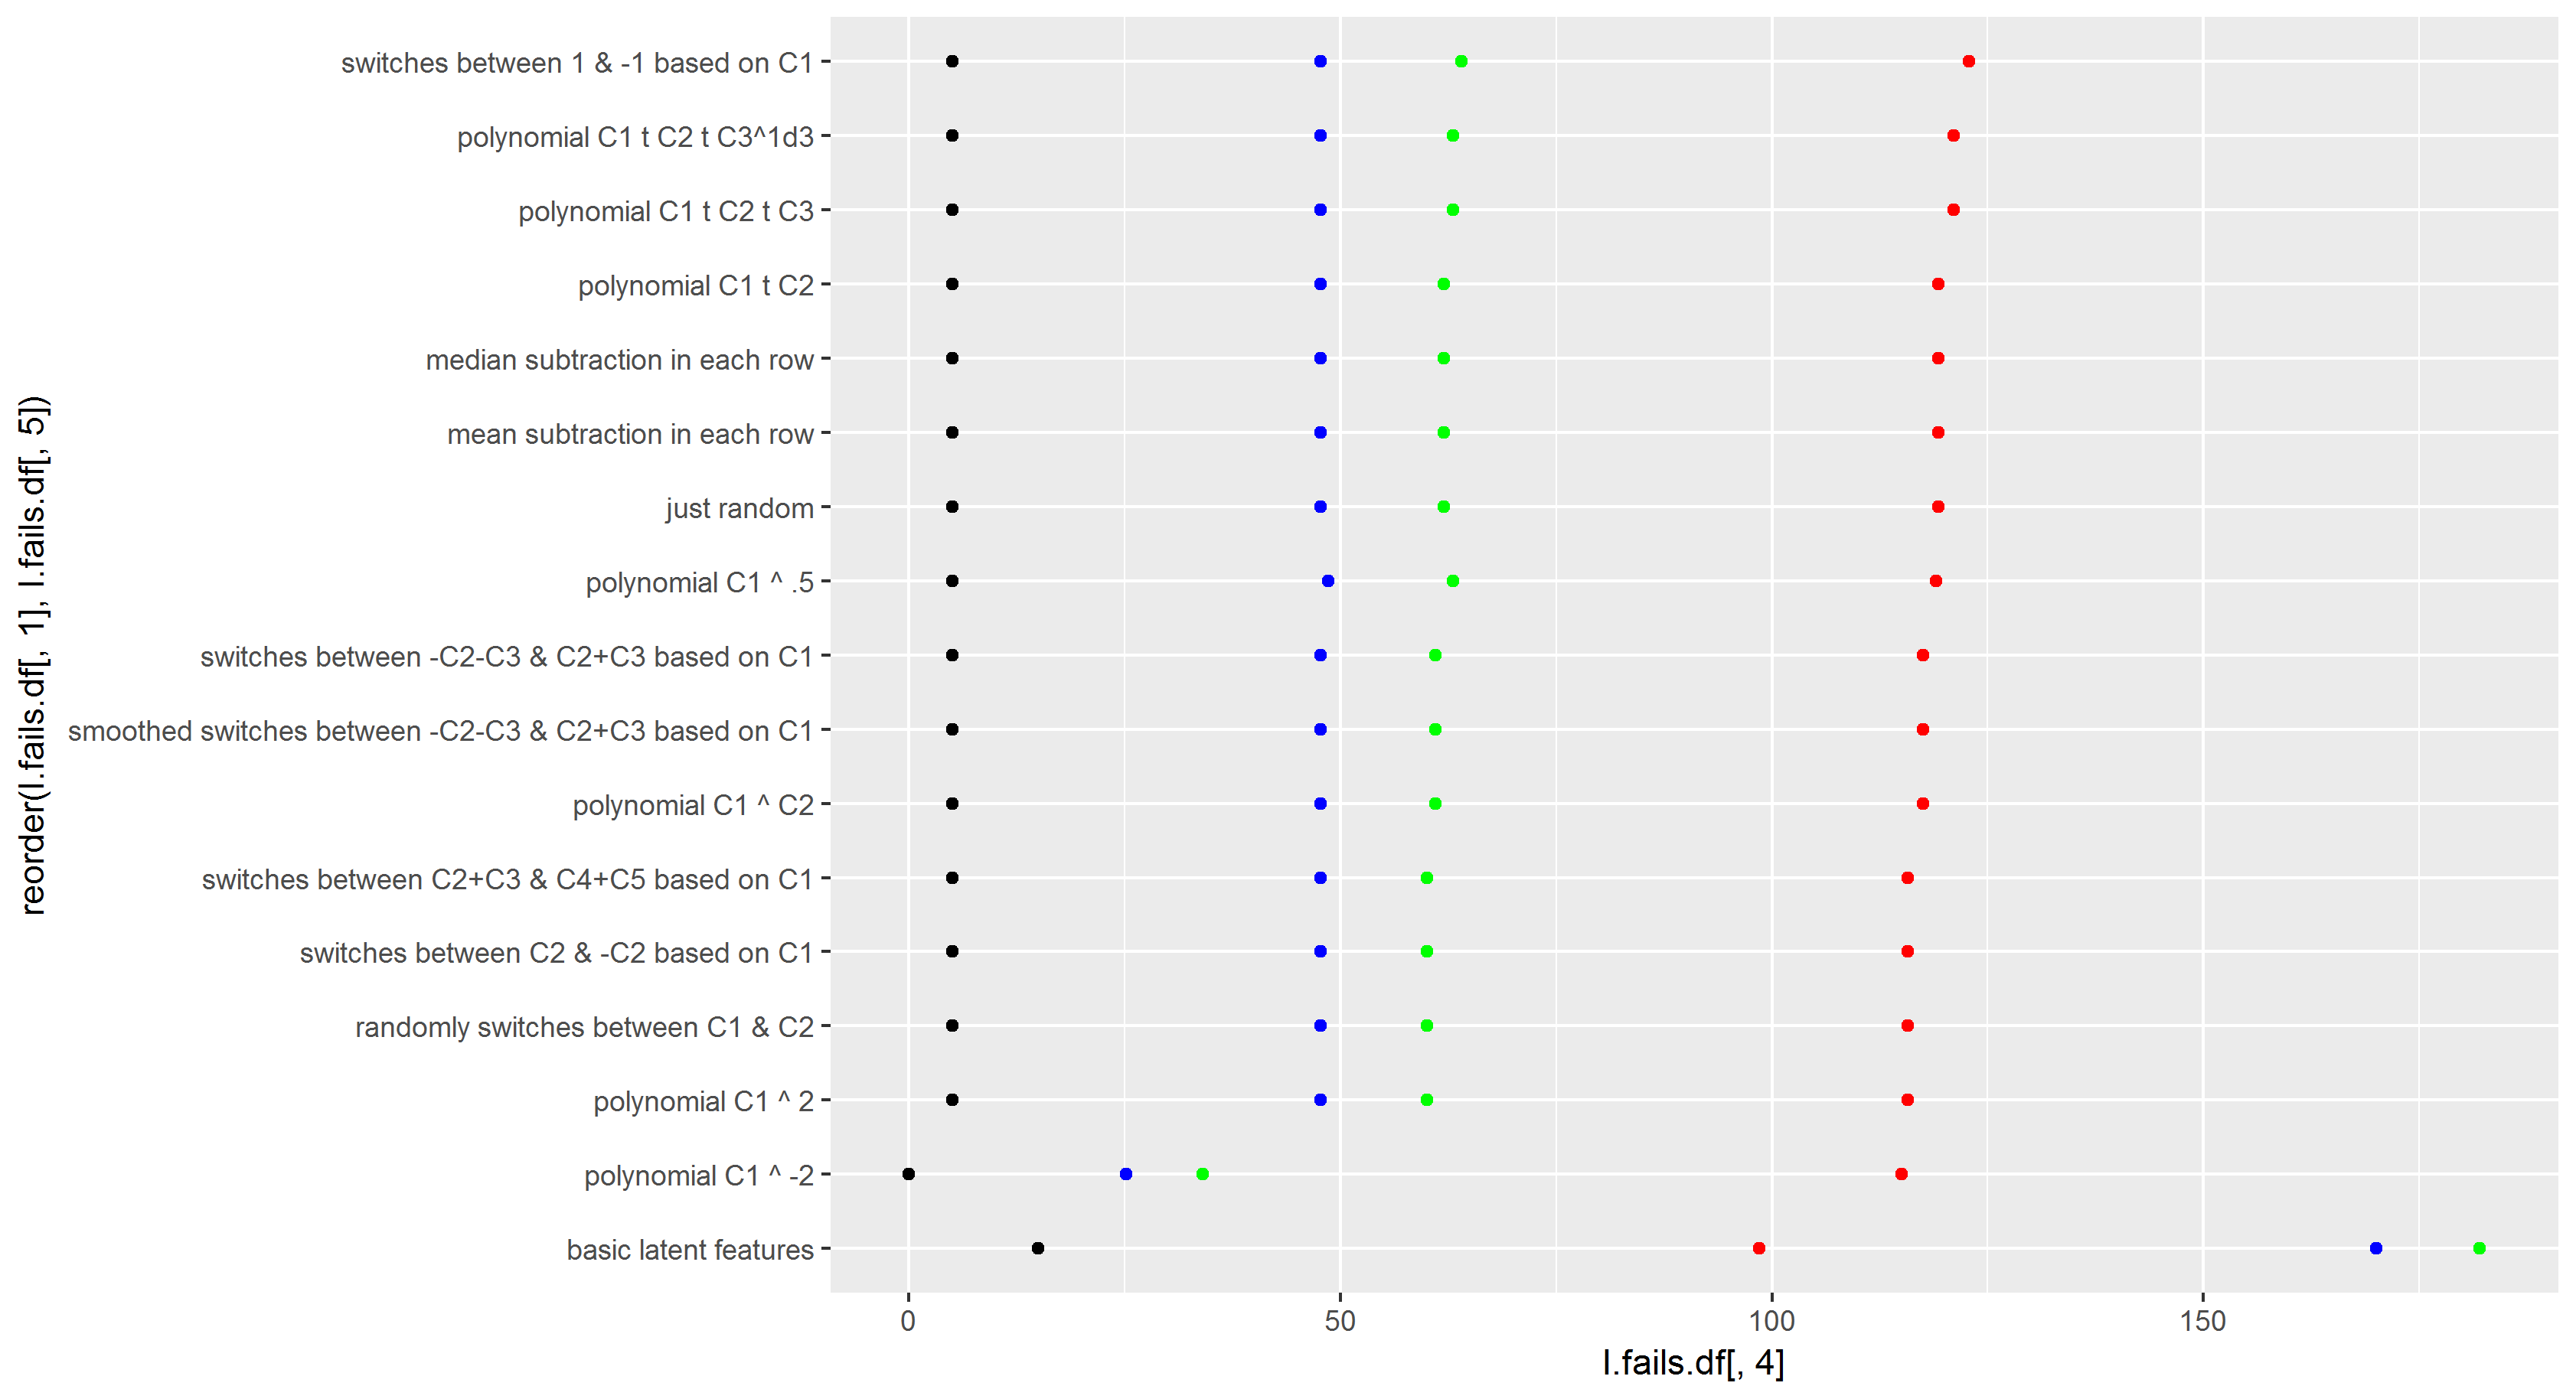 switches between 1 & -1 based on C1
polynomial C1 t C2 t C3^1d3
polynomial C1 t C2 t C3
polynomial C1 t C2
median subtraction in each row
mean subtraction in each row
just random
polynomial C1 ^ .5
switches between -C2-C3 & C2+C3 based on C1
smoothed switches between -C2-C3 & C2+C3 based on C1
polynomial C1 ^ C2
switches between C2+C3 & C4+C5 based on C1
switches between C2 & -C2 based on C1
randomly switches between C1 & C2
polynomial C1 ^ 2
polynomial C1 ^ -2
basic latent features
reorder(l.fails.df[, 1], l.fails.df[, 5])
0 50 100 150
l.fails.df[, 4]